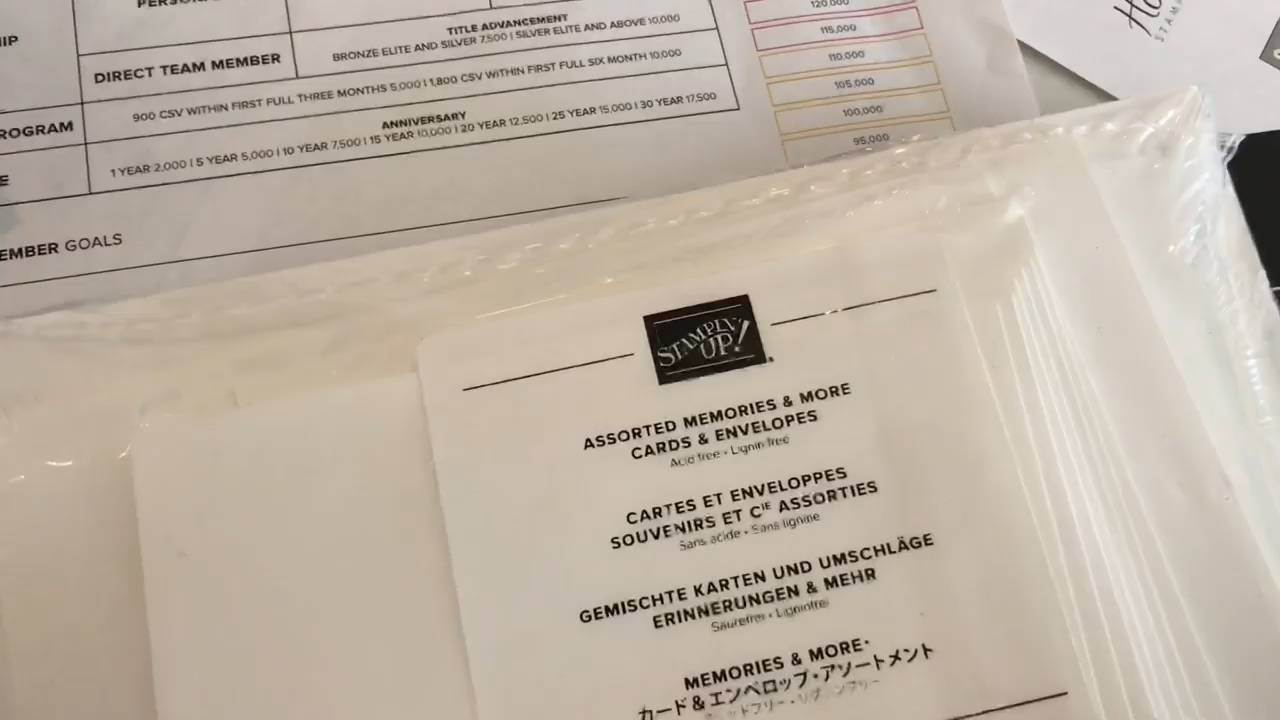 TITLE ADVANCEMENT
BRONZE ELITE AND SILVER 7,500 | SILVER ELITE AND ABOVE 10,000
DIRECT TEAM MEMBER
900 CSV WITHIN FIRST FULL THREE MONTHS 5,000 | 1,800 CSV WITHIN FIRST FULL SIX MONTH 10,000
ANNIVERSARY
1 YEAR 2,000 | 5 YEAR 5,000 | 10 YEAR 7,500 | 15 YEAR 10,000 | 20 YEAR 12,500 | 25 YEAR 15,000 | 30 YEAR 17,500
GOALS
120,000
115,000
110,000
105,000
100,000
95,000
STAMPIN' UP!
ASSORTED MEMORIES & MORE
CARDS & ENVELOPES
Acid free • Lignin free
CARTES ET ENVELOPPES
SOUVENIRS ET CIE ASSORTIES
Sans acide • Sans lignine
GEMISCHTE KARTEN UND UMSCHLÄGE
ERINNERUNGEN & MEHR
Säurefrei • Ligninfrei
MEMORIES & MORE・
カード&エンベロップ・アソートメント